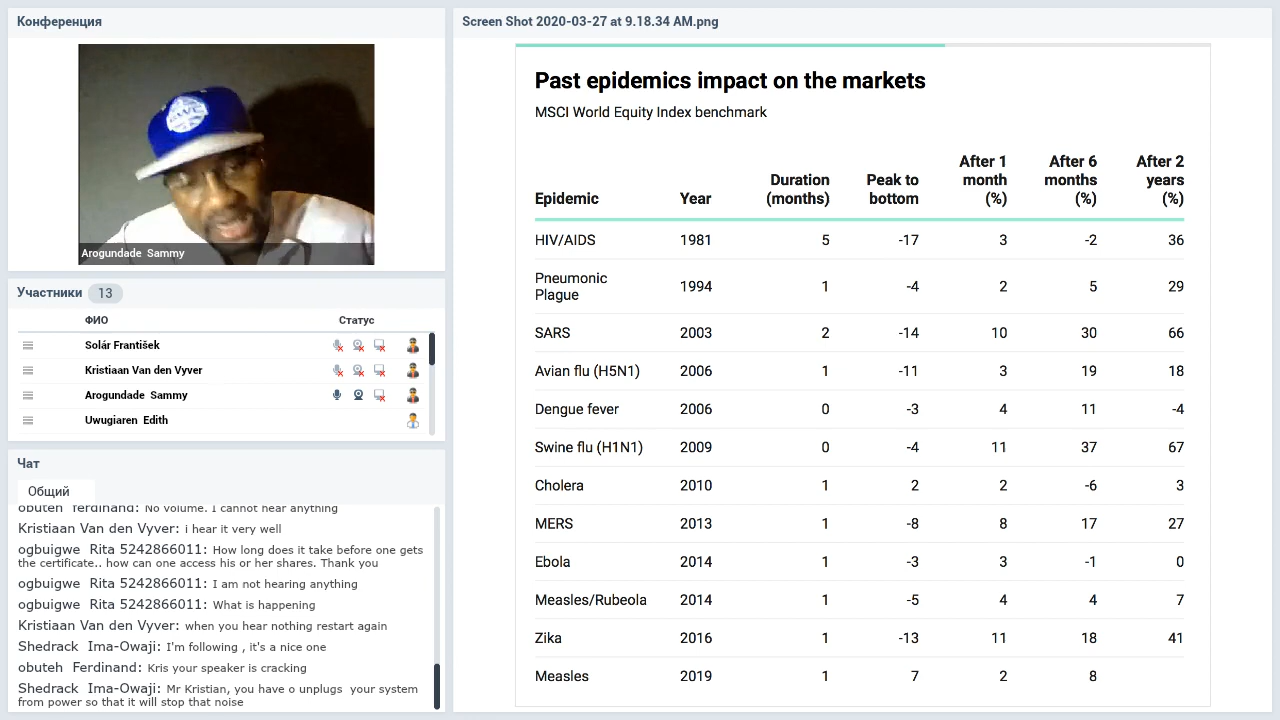 Конференция
Arogundade  Sammy
Участники 13
ФИО Статус
Solár František
Kristiaan Van den Vyver
Arogundade  Sammy
Uwugiaren  Edith
Чат
Общий
obuteh  ferdinand: No volume. I cannot hear anything
Kristiaan Van den Vyver: i hear it very well
ogbuigwe  Rita 5242866011: How long does it take before one gets
the certificate.. how can one access his or her shares. Thank you
ogbuigwe  Rita 5242866011: I am not hearing anything
ogbuigwe  Rita 5242866011: What is happening
Kristiaan Van den Vyver: when you hear nothing restart again
Shedrack  Ima-Owaji: I'm following , it's a nice one
obuteh  Ferdinand: Kris your speaker is cracking
Shedrack  Ima-Owaji: Mr Kristian, you have o unplugs  your system
from power so that it will stop that noise
Screen Shot 2020-03-27 at 9.18.34 AM.png
Past epidemics impact on the markets
MSCI World Equity Index benchmark
Epidemic Year Duration (months) Peak to bottom After 1 month (%) After 6 months (%) After 2 years (%)
HIV/AIDS 1981 5 -17 3 -2 36
Pneumonic
Plague 1994 1 -4 2 5 29
SARS 2003 2 -14 10 30 66
Avian flu (H5N1) 2006 1 -11 3 19 18
Dengue fever 2006 0 -3 4 11 -4
Swine flu (H1N1) 2009 0 -4 11 37 67
Cholera 2010 1 2 2 -6 3
MERS 2013 1 -8 8 17 27
Ebola 2014 1 -3 3 -1 0
Measles/Rubeola 2014 1 -5 4 4 7
Zika 2016 1 -13 11 18 41
Measles 2019 1 7 2 8